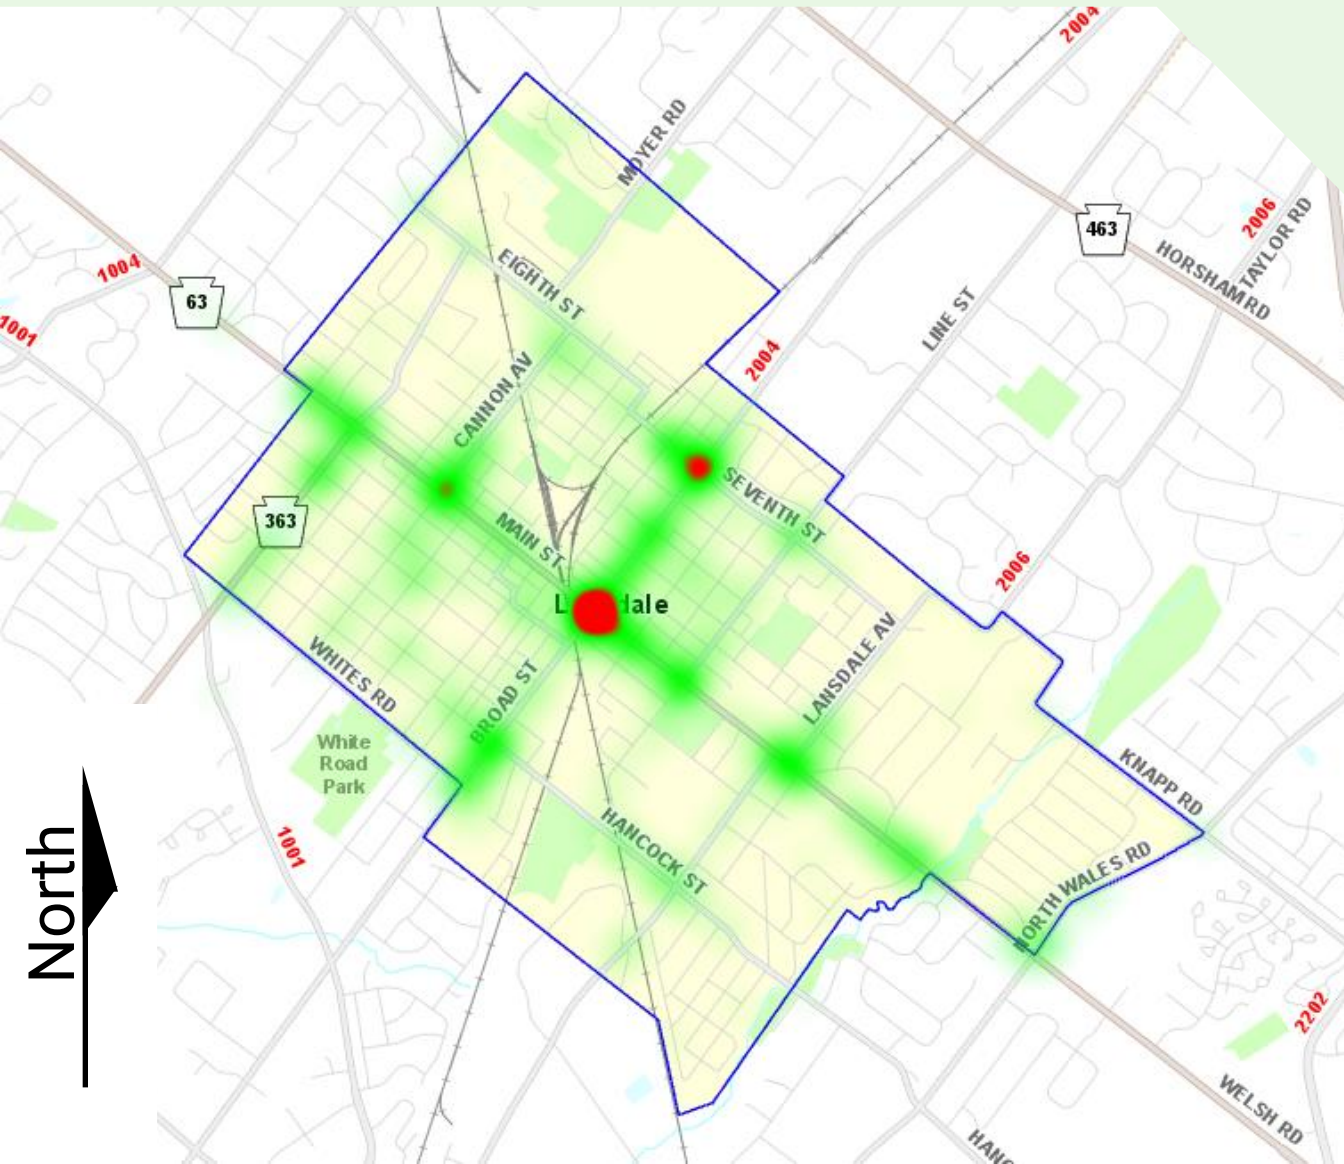 2004
MOYER RD
463
2006
TAYLOR RD
HORSHAM RD
1004
63
EIGHTH ST
LINE ST
1001
2004
CANNON AV
SEVENTH ST
363
MAIN ST
2006
L dale
LANSDALE AV
WHITES RD
BROAD ST
White
Road
Park
KNAPP RD
HANCOCK ST
1001
NORTH WALES RD
North
2202
WELSH RD
HANC